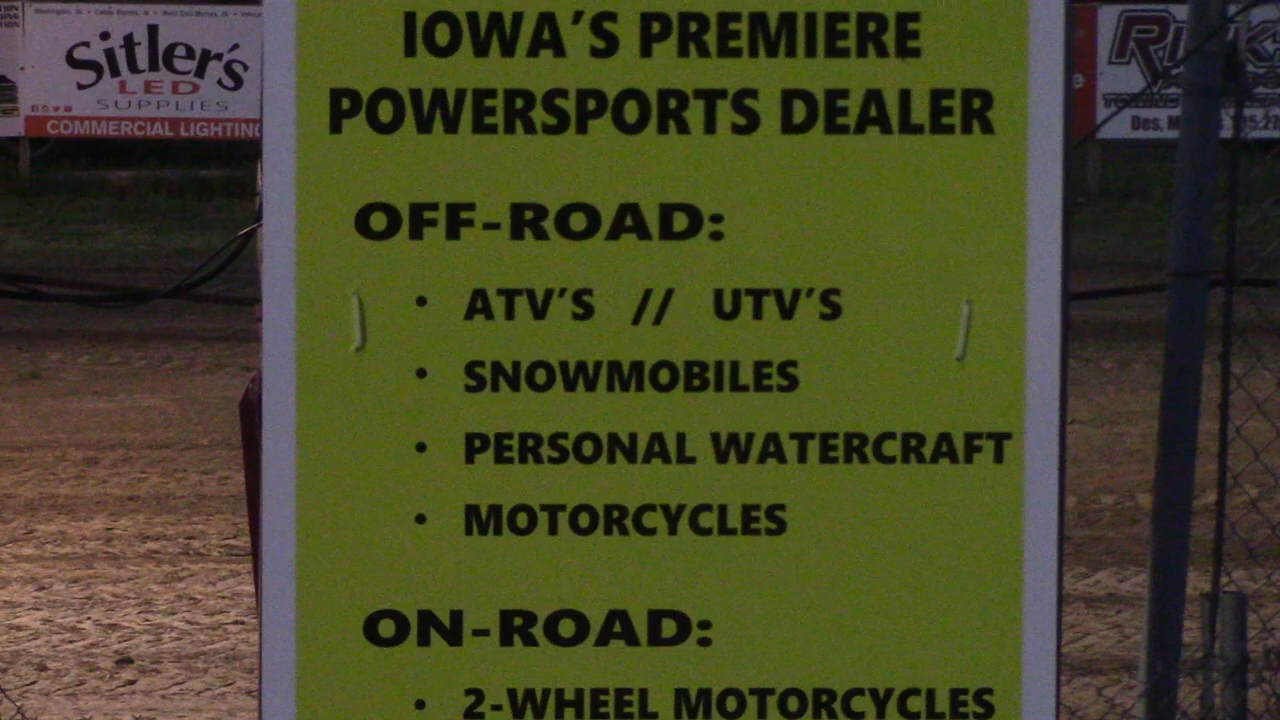 Sitler's
LED
SUPPLIES
COMMERCIAL LIGHTING
IOWA'S PREMIERE
POWERSPORTS DEALER
OFF-ROAD:
• ATV'S // UTV'S
• SNOWMOBILES
• PERSONAL WATERCRAFT
• MOTORCYCLES
ON-ROAD:
• 2-WHEEL MOTORCYCLES
Des,